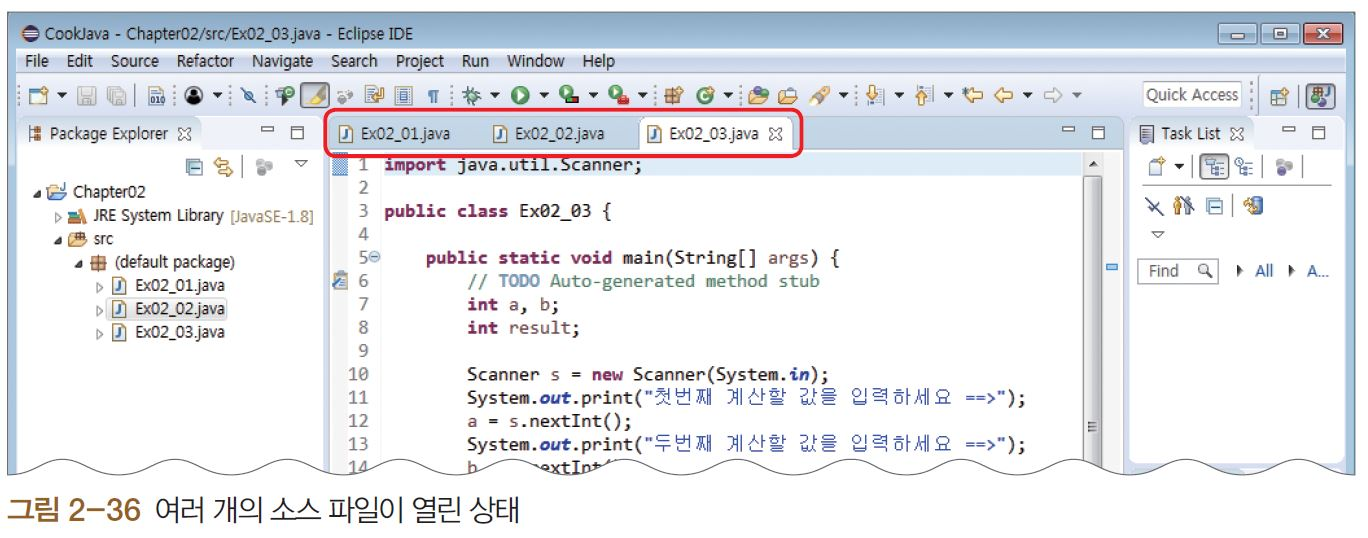 CookJava - Chapter02/src/Ex02_03.java - Eclipse IDE
File Edit Source Refactor Navigate Search Project Run Window Help
Quick Access
Package Explorer
Ex02_01.java Ex02_02.java Ex02_03.java
Task List
Chapter02
JRE System Library [JavaSE-1.8]
src
(default package)
Ex02_01.java
Ex02_02.java
Ex02_03.java
1 import java.util.Scanner;
2
3 public class Ex02_03 {
4
5 public static void main(String[] args) {
6 // TODO Auto-generated method stub
7 int a, b;
8 int result;
9
10 Scanner s = new Scanner(System.in);
11 System.out.print("첫번째 계산할 값을 입력하세요 ==>");
12 a = s.nextInt();
13 System.out.print("두번째 계산할 값을 입력하세요 ==>");
14
Find All A...
그림 2-36 여러 개의 소스 파일이 열린 상태